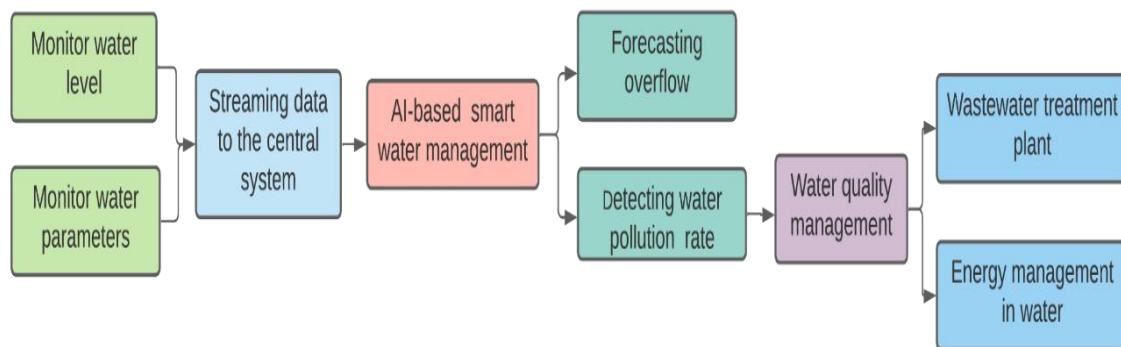 Monitor water
level
Monitor water
parameters
Streaming data
to the central
system
AI-based smart
water management
Forecasting
overflow
Detecting water
pollution rate
Water quality
management
Wastewater treatment
plant
Energy management
in water